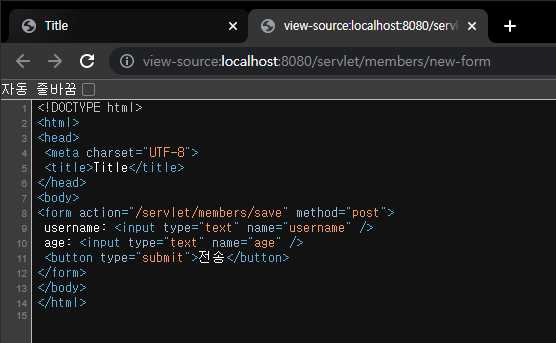 Title
view-source:localhost:8080/serv
view-source:localhost:8080/servlet/members/new-form
자동 줄바꿈
1 <!DOCTYPE html>
2 <html>
3 <head>
4 <meta charset="UTF-8">
5 <title>Title</title>
6 </head>
7 <body>
8 <form action="/servlet/members/save" method="post">
9 username: <input type="text" name="username" />
10 age: <input type="text" name="age" />
11 <button type="submit">전송</button>
12 </form>
13 </body>
14 </html>
15